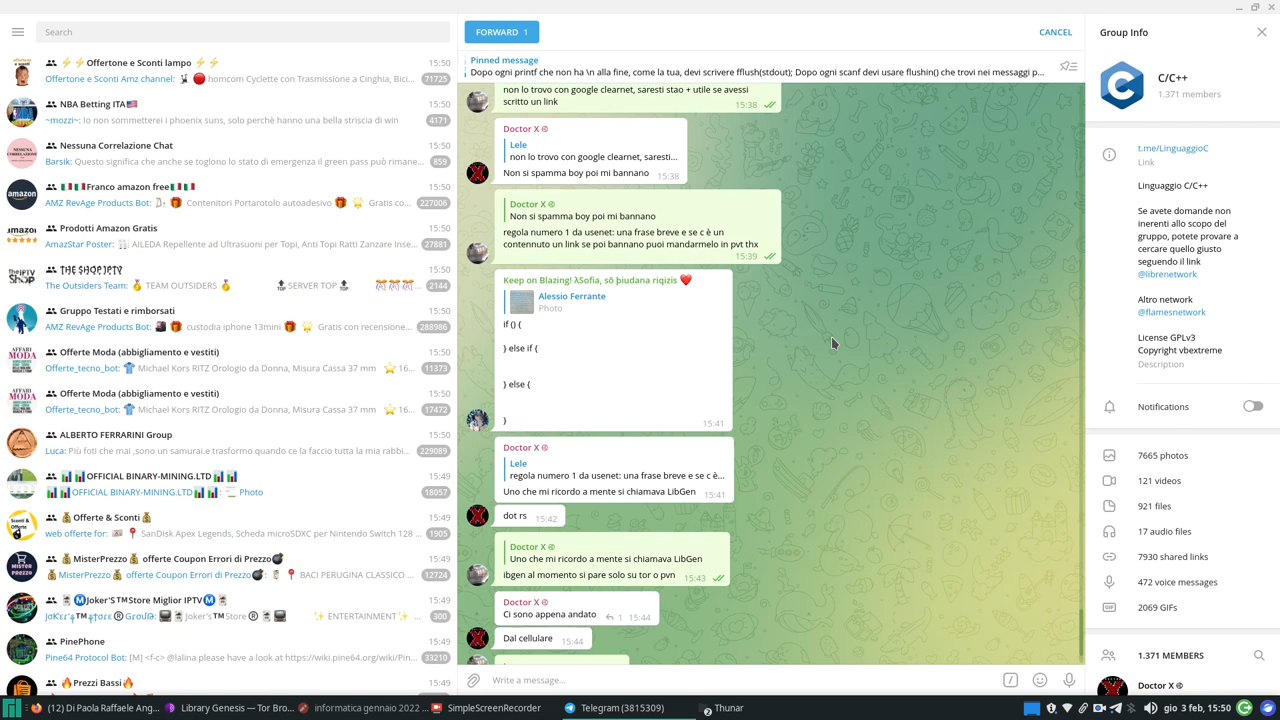 Search
⚡⚡Offertone e Sconti lampo ⚡⚡ 15:50
Offertone e Sconti Amz channel: homcom Cyclette con Trasmissione a Cinghia, Bici... 71725
NBA Betting ITA🇺🇸 15:50
~mozzi~: Io non sommetterei i phoenix suns, solo perchè hanno una bella striscia di win 4171
Nessuna Correlazione Chat 15:50
Barsik: Questo significa che anche se tolgono lo stato di emergenza il green pass può rimane... 859
🇮🇹🇮🇹Franco amazon free🇮🇹🇮🇹 15:50
AMZ RevAge Products Bot: 🎁 Contenitori Portarotolo autoadesivo 🎁 🌟 Gratis co... 227006
Prodotti Amazon Gratis 15:50
AmazStar Poster: AILEDA Repellente ad Ultrasuoni per Topi, Anti Topi Ratti Zanzare Inse... 27881
THE SHOP IPTV 15:50
The Outsiders Team: 🏅 TEAM OUTSIDERS 🏅 🔝SERVER TOP🔝 2144
Gruppo Testati e rimborsati 15:50
AMZ RevAge Products Bot: 🎁 custodia iphone 13mini 🎁 🌟 Gratis con recensione... 288986
Offerte Moda (abbigliamento e vestiti) 15:50
Offerte_tecno_bot: 👕 Michael Kors RITZ Orologio da Donna, Misura Cassa 37 mm ⭐16... 11373
Offerte Moda (abbigliamento e vestiti) 15:50
Offerte_tecno_bot: 👕 Michael Kors RITZ Orologio da Donna, Misura Cassa 37 mm ⭐16... 17472
ALBERTO FERRARINI Group 15:50
Luca: Più foti che mai ,sono un samurai.e trasformo quando ce la faccio tutta la mia rabbi... 229089
📊📊OFFICIAL BINARY-MINING.LTD📊📊 15:49
📊📊OFFICIAL BINARY-MINING.LTD📊📊: Photo 18057
💰Offerte & Sconti💰 15:49
web offerte for: 📍 SanDisk Apex Legends, Scheda microSDXC per Nintendo Switch 128 ... 1905
💰MisterPrezzo💰 offerte Coupon Errori di Prezzo💣 15:49
💰MisterPrezzo💰 offerte Coupon Errori di Prezzo💣: 📍 BACI PERUGINA CLASSICO ... 12724
🃏Ⓜ️Joker'S™Store Miglior IPTVⓂ️🃏 15:49
🃏Joker's™Store® ✨ ENTERTAINMENT✨ ... 300
PinePhone 15:49
Pine64 Protocol Bot: [M] <f-c> @lalina please have a look at https://wiki.pine64.org/wiki/Pin... 33210
🔥Prezzi Bassi🔥 15:49
FORWARD 1
CANCEL
Pinned message
Dopo ogni printf che non ha \n alla fine, come la tua, devi scrivere fflush(stdout); Dopo ogni scanf devi usare flushin() che trovi nei messaggi p...
non lo trovo con google clearnet, saresti stao + utile se avessi
scritto un link 15:38
Doctor X
Lele
non lo trovo con google clearnet, saresti...
Non si spamma boy poi mi bannano 15:38
Doctor X
Non si spamma boy poi mi bannano
regola numero 1 da usenet: una frase breve e se c è un
contennuto un link se poi bannano puoi mandarmelo in pvt thx
15:39
Keep on Blazing! λSofia, sō þiudana riqizis ❤️
Alessio Ferrante
Photo
if () {
} else if {
} else {
}
15:41
Doctor X
Lele
regola numero 1 da usenet: una frase breve e se c è...
Uno che mi ricordo a mente si chiamava LibGen 15:41
dot rs 15:42
Doctor X
Uno che mi ricordo a mente si chiamava LibGen
ibgen al momento si pare solo su tor o pvn 15:43
Doctor X
Ci sono appena andato 1 15:44
Dal cellulare 15:44
Write a message...
Group Info
C/C++
1.371 members
t.me/LinguaggioC
Link
Linguaggio C/C++
Se avete domande non
inerenti allo scopo del
gruppo, potete provare a
cercare quello giusto
seguendo il link
@librenetwork
Altro network
@flamesnetwork
License GPLv3
Copyright vbextreme
Description
Notifications
7665 photos
121 videos
921 files
17 audio files
7930 shared links
472 voice messages
2069 GIFs
1.371 MEMBERS
Doctor X
(12) Di Paola Raffaele Ang...
Library Genesis — Tor Bro...
informatica gennaio 2022 ...
SimpleScreenRecorder
Telegram (3815309)
2 Thunar
gio 3 feb, 15:50